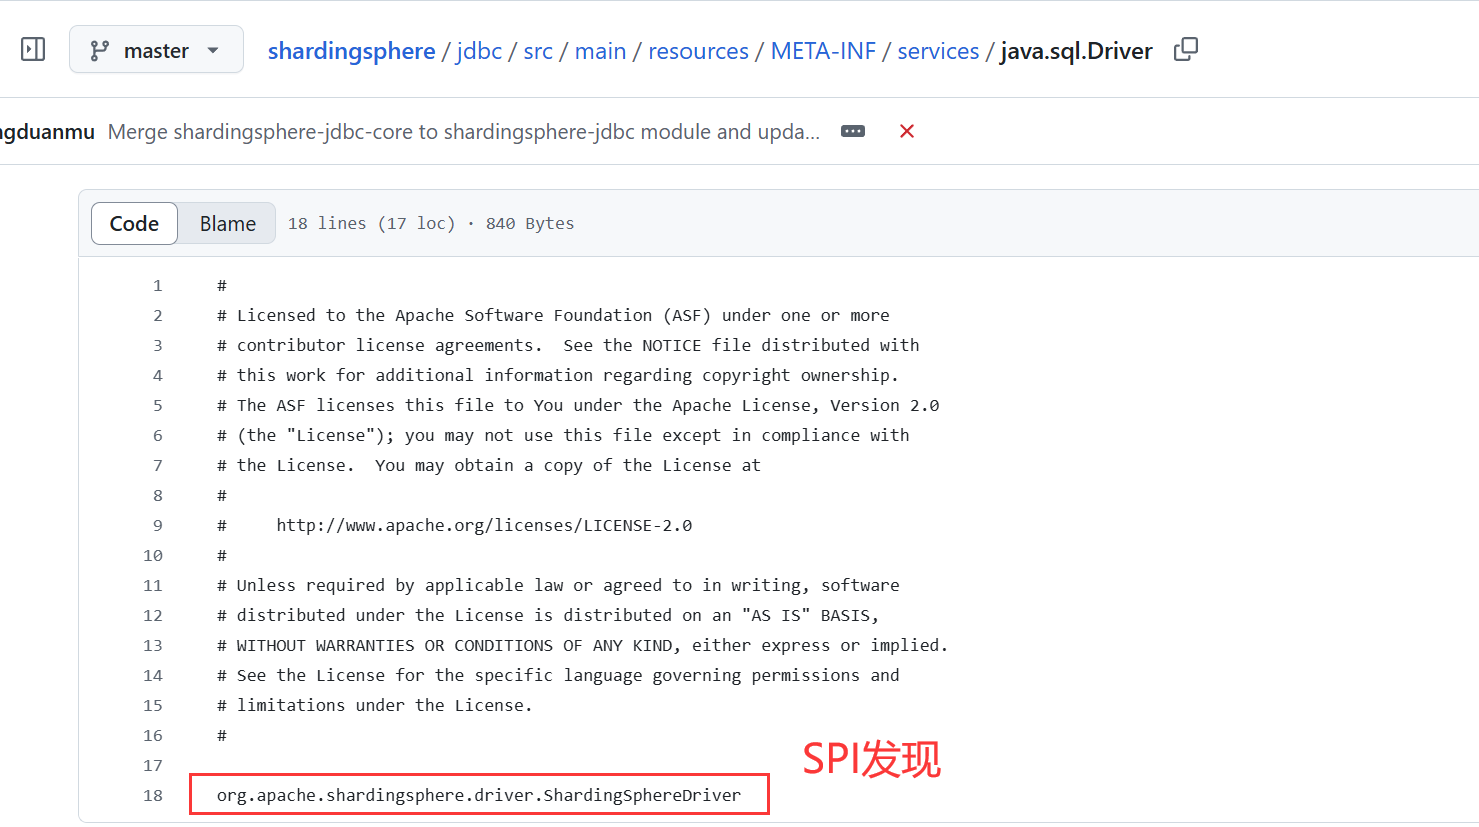 master shardingsphere / jdbc / src / main / resources / META-INF / services / java.sql.Driver
gduanmu Merge shardingsphere-jdbc-core to shardingsphere-jdbc module and upda... ...
Code Blame 18 lines (17 loc) · 840 Bytes
1 #
2 # Licensed to the Apache Software Foundation (ASF) under one or more
3 # contributor license agreements.  See the NOTICE file distributed with
4 # this work for additional information regarding copyright ownership.
5 # The ASF licenses this file to You under the Apache License, Version 2.0
6 # (the "License"); you may not use this file except in compliance with
7 # the License.  You may obtain a copy of the License at
8 #
9 #     http://www.apache.org/licenses/LICENSE-2.0
10 #
11 # Unless required by applicable law or agreed to in writing, software
12 # distributed under the License is distributed on an "AS IS" BASIS,
13 # WITHOUT WARRANTIES OR CONDITIONS OF ANY KIND, either express or implied.
14 # See the License for the specific language governing permissions and
15 # limitations under the License.
16 #
SPI发现
17
18 org.apache.shardingsphere.driver.ShardingSphereDriver